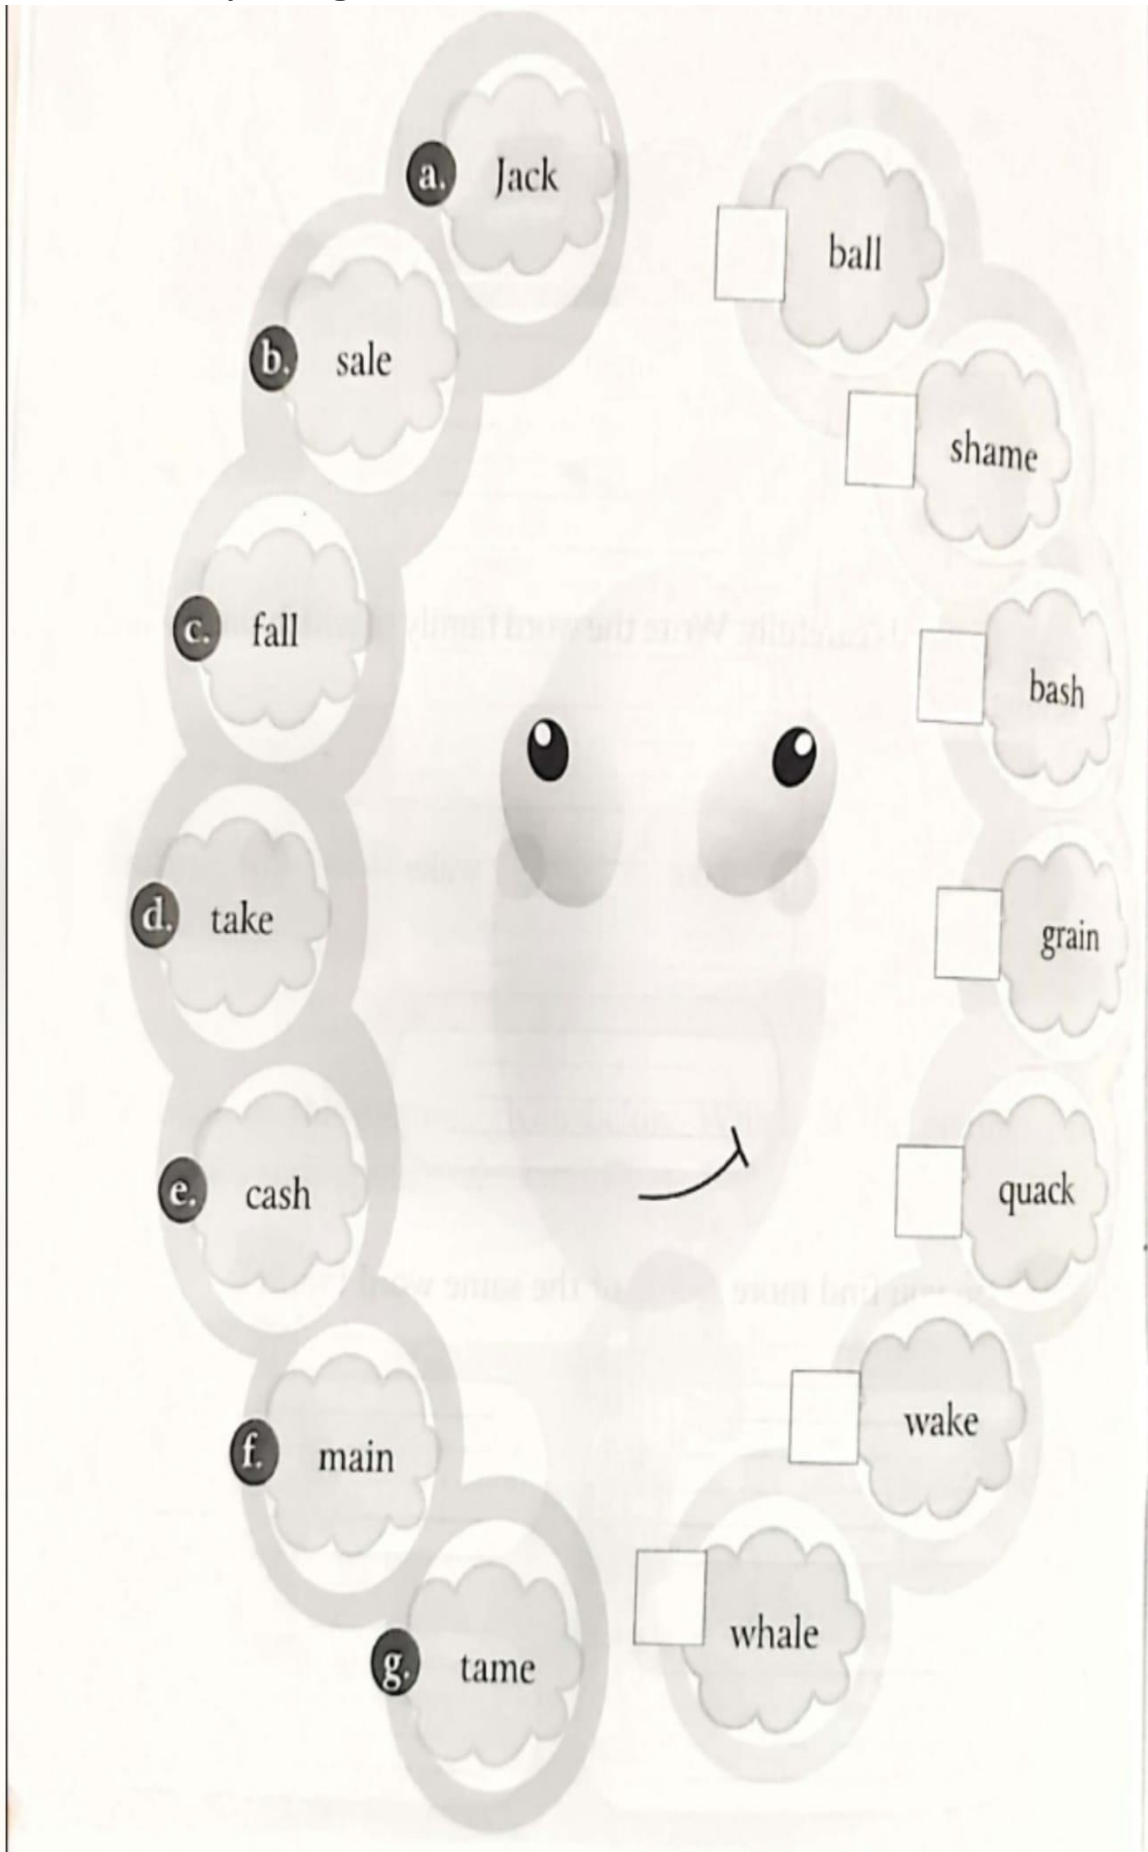 a. Jack
b. sale
c. fall
d. take
e. cash
f. main
g. tame
ball
shame
bash
grain
quack
wake
whale